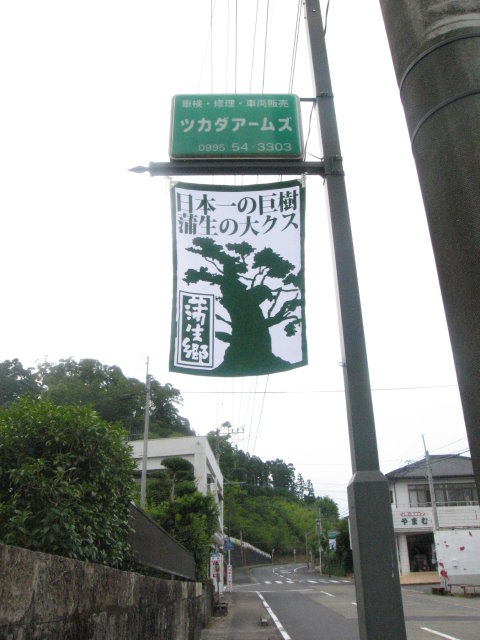 車検・修理・車両販売
ツカダアームズ
0995 54-3303
日本一の巨樹
蒲生の大クス
蒲生郷